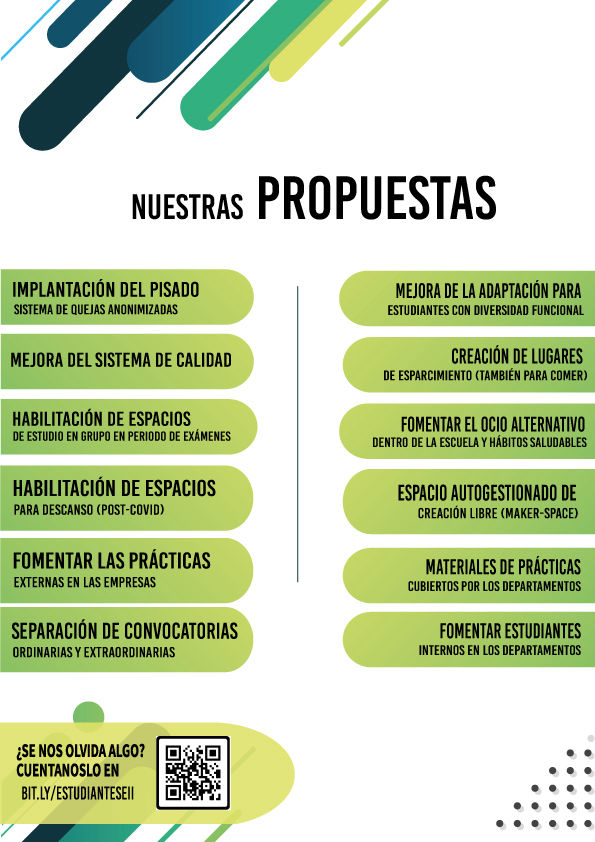 NUESTRAS PROPUESTAS
IMPLANTACIÓN DEL PISADO
SISTEMA DE QUEJAS ANONIMIZADAS
MEJORA DEL SISTEMA DE CALIDAD
HABILITACIÓN DE ESPACIOS
DE ESTUDIO EN GRUPO EN PERIODO DE EXÁMENES
HABILITACIÓN DE ESPACIOS
PARA DESCANSO (POST-COVID)
FOMENTAR LAS PRÁCTICAS
EXTERNAS EN LAS EMPRESAS
SEPARACIÓN DE CONVOCATORIAS
ORDINARIAS Y EXTRAORDINARIAS
MEJORA DE LA ADAPTACIÓN PARA
ESTUDIANTES CON DIVERSIDAD FUNCIONAL
CREACIÓN DE LUGARES
DE ESPARCIMIENTO (TAMBIÉN PARA COMER)
FOMENTAR EL OCIO ALTERNATIVO
DENTRO DE LA ESCUELA Y HÁBITOS SALUDABLES
ESPACIO AUTOGESTIONADO DE
CREACIÓN LIBRE (MAKER-SPACE)
MATERIALES DE PRÁCTICAS
CUBIERTOS POR LOS DEPARTAMENTOS
FOMENTAR ESTUDIANTES
INTERNOS EN LOS DEPARTAMENTOS
¿SE NOS OLVIDA ALGO?
CUENTANOSLO EN
BIT.LY/ESTUDIANTESEII